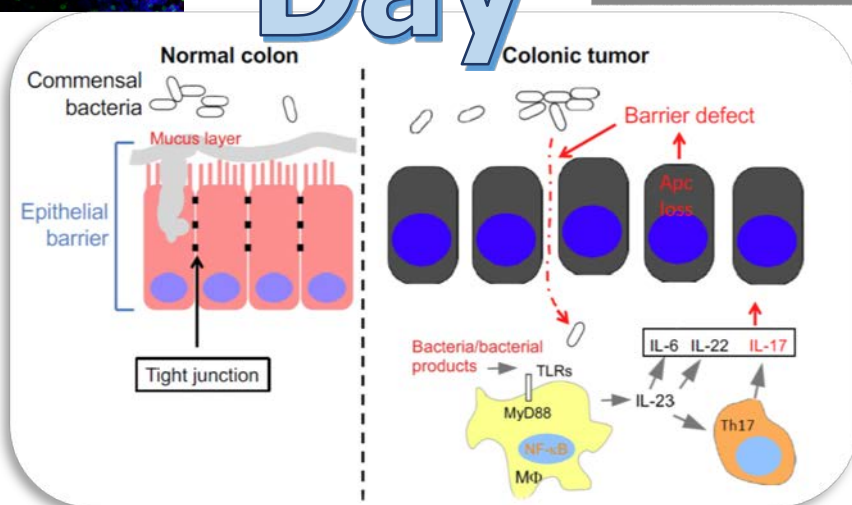 Day
Normal colon
Commensal
bacteria
Mucus layer
Epithelial
barrier
Tight junction
Colonic tumor
Barrier defect
Apc
loss
Bacteria/bacterial
products
TLRs
MyD88
NF-κB
MΦ
IL-23
IL-6 IL-22 IL-17
Th17